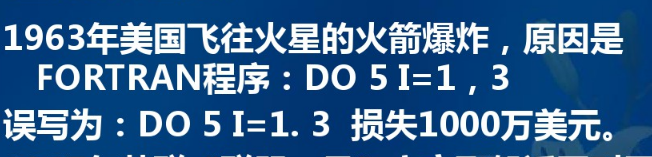 1963年美国飞往火星的火箭爆炸，原因是
FORTRAN程序：DO 5 I=1，3
误写为：DO 5 I=1. 3 损失1000万美元。